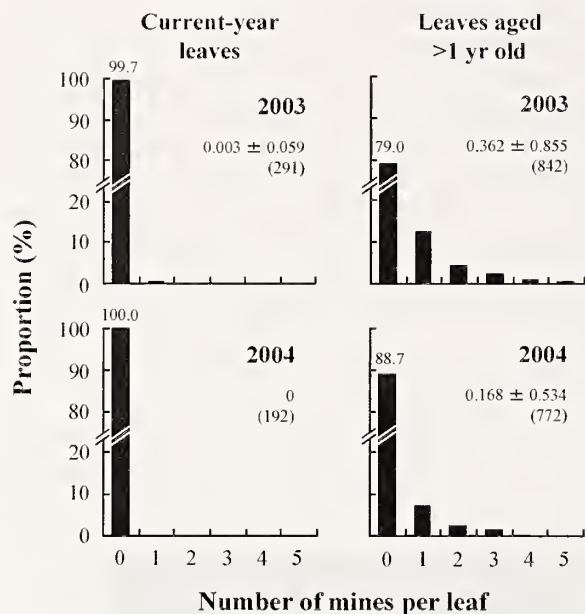 Current-year
leaves
Leaves aged
>1 yr old
Proportion (%)
100
90
80
20
10
0
99.7
2003
0.003 ± 0.059
(291)
79.0
2003
0.362 ± 0.855
(842)
100
90
80
20
10
0
100.0
2004
0
(192)
88.7
2004
0.168 ± 0.534
(772)
0 1 2 3 4 5
0 1 2 3 4 5
Number of mines per leaf